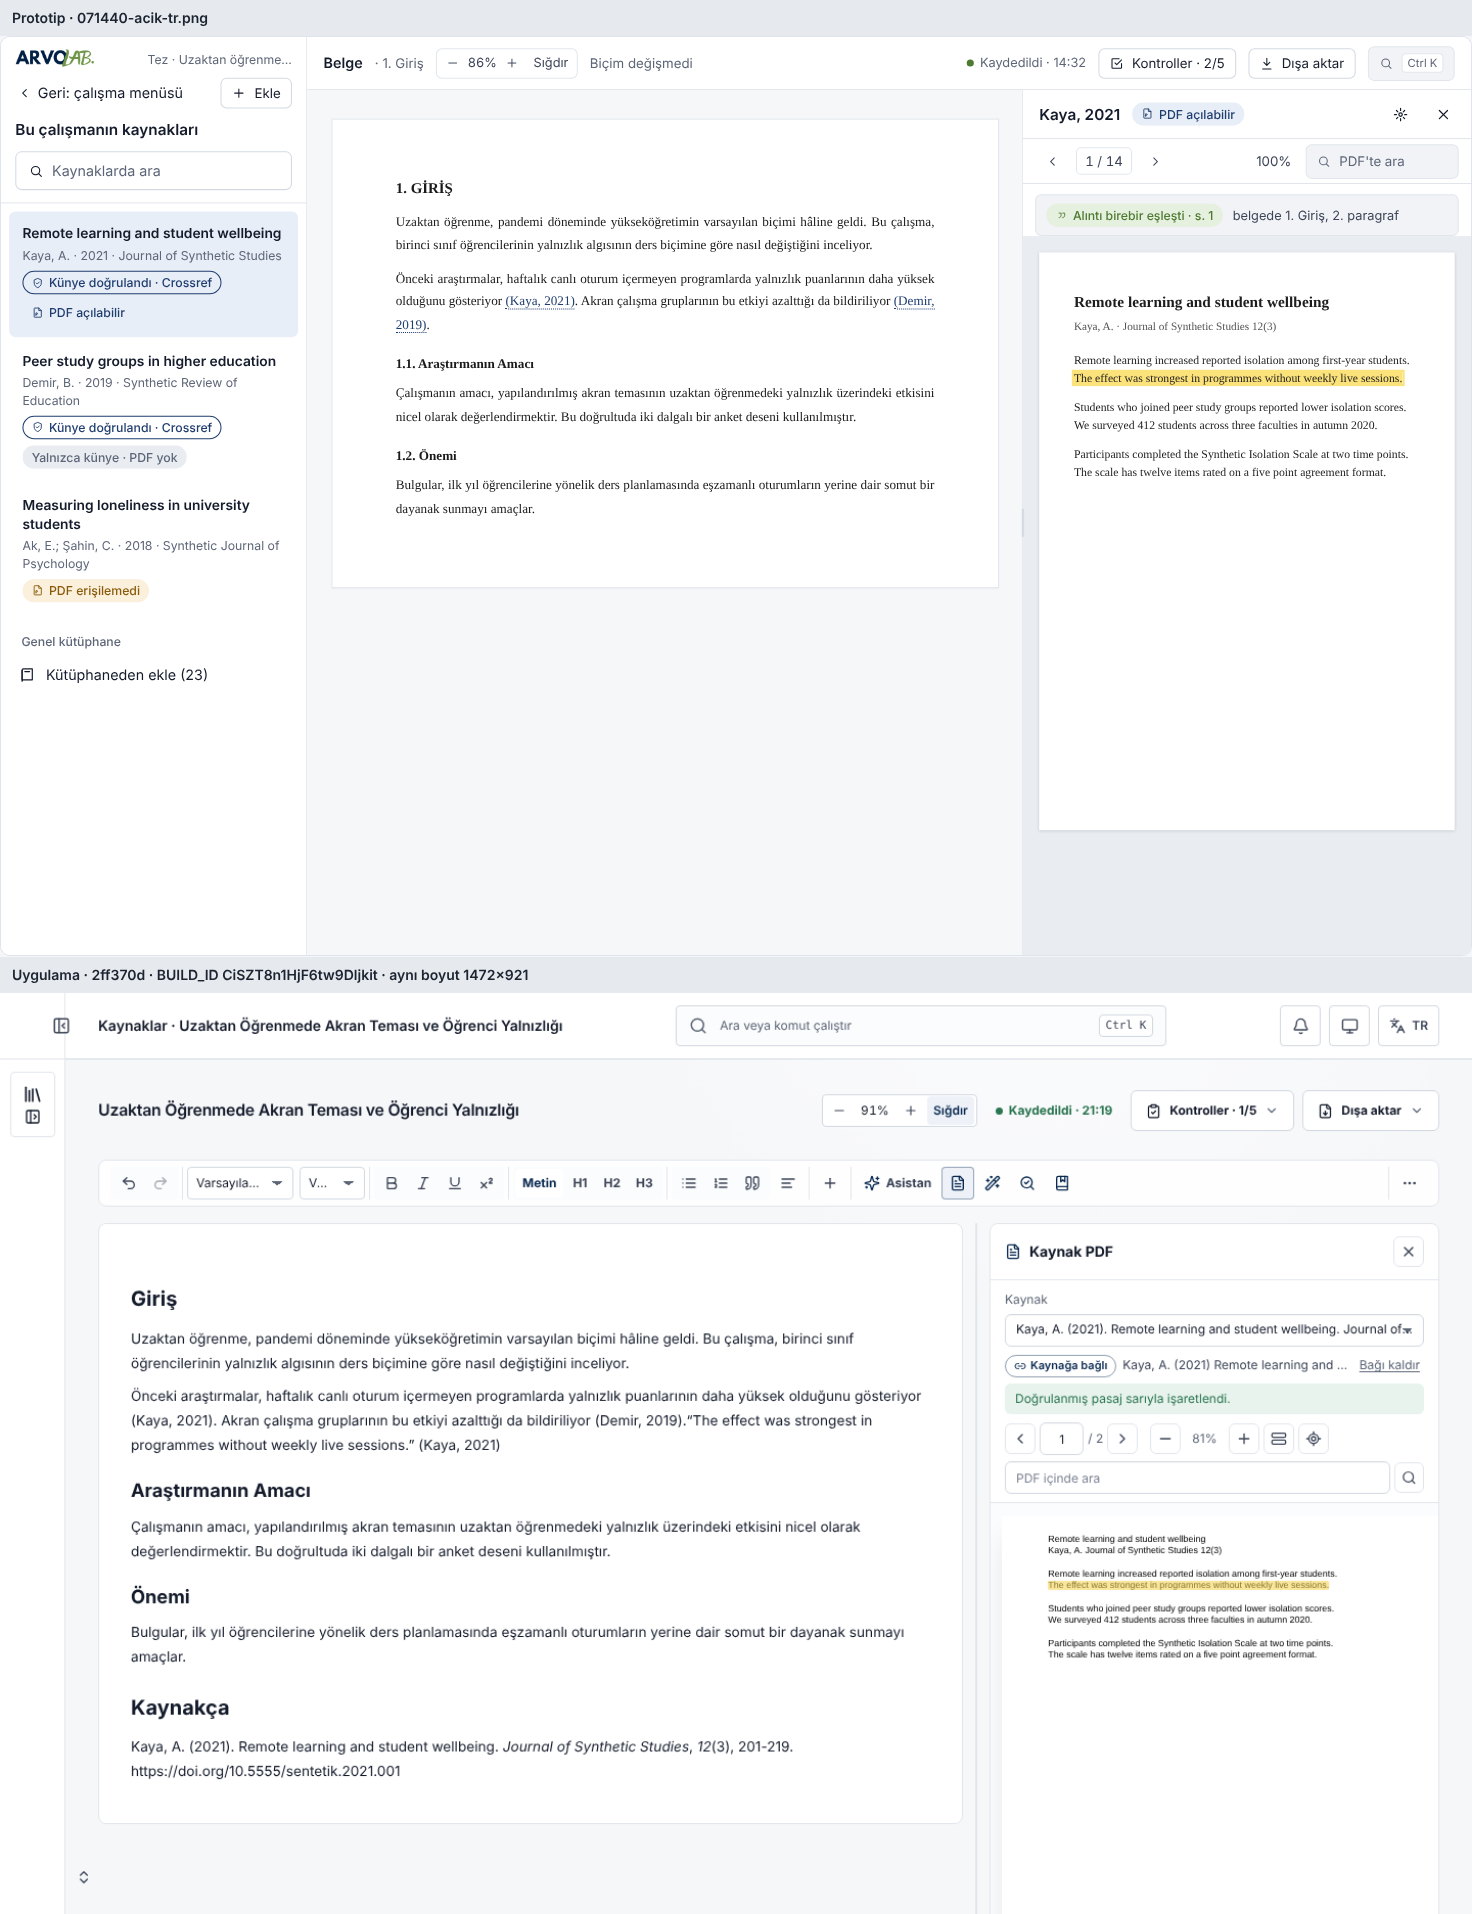 Prototip · 071440-acik-tr.png
ARVO LAB.
Tez · Uzaktan öğrenme...
Geri: çalışma menüsü
Ekle
Bu çalışmanın kaynakları
Kaynaklarda ara
Remote learning and student wellbeing
Kaya, A. · 2021 · Journal of Synthetic Studies
Künye doğrulandı · Crossref
PDF açılabilir
Peer study groups in higher education
Demir, B. · 2019 · Synthetic Review of
Education
Künye doğrulandı · Crossref
Yalnızca künye · PDF yok
Measuring loneliness in university
students
Ak, E.; Şahin, C. · 2018 · Synthetic Journal of
Psychology
PDF erişilemedi
Genel kütüphane
Kütüphaneden ekle (23)
Belge · 1. Giriş
86%
Sığdır
Biçim değişmedi
Kaydedildi · 14:32
Kontroller · 2/5
Dışa aktar
Ctrl K
1. GİRİŞ
Uzaktan öğrenme, pandemi döneminde yükseköğretimin varsayılan biçimi hâline geldi. Bu çalışma,
birinci sınıf öğrencilerinin yalnızlık algısının ders biçimine göre nasıl değiştiğini inceliyor.
Önceki araştırmalar, haftalık canlı oturum içermeyen programlarda yalnızlık puanlarının daha yüksek
olduğunu gösteriyor (Kaya, 2021). Akran çalışma gruplarının bu etkiyi azalttığı da bildiriliyor (Demir,
2019).
1.1. Araştırmanın Amacı
Çalışmanın amacı, yapılandırılmış akran temasının uzaktan öğrenmedeki yalnızlık üzerindeki etkisini
nicel olarak değerlendirmektir. Bu doğrultuda iki dalgalı bir anket deseni kullanılmıştır.
1.2. Önemi
Bulgular, ilk yıl öğrencilerine yönelik ders planlamasında eşzamanlı oturumların yerine dair somut bir
dayanak sunmayı amaçlar.
Kaya, 2021
PDF açılabilir
1 / 14
100%
PDF'te ara
Alıntı birebir eşleşti · s. 1
belgede 1. Giriş, 2. paragraf
Remote learning and student wellbeing
Kaya, A. · Journal of Synthetic Studies 12(3)
Remote learning increased reported isolation among first-year students.
The effect was strongest in programmes without weekly live sessions.
Students who joined peer study groups reported lower isolation scores.
We surveyed 412 students across three faculties in autumn 2020.
Participants completed the Synthetic Isolation Scale at two time points.
The scale has twelve items rated on a five point agreement format.
Uygulama · 2ff370d · BUILD_ID CiSZT8n1HjF6tw9Dljkit · aynı boyut 1472×921
Kaynaklar · Uzaktan Öğrenmede Akran Teması ve Öğrenci Yalnızlığı
Ara veya komut çalıştır
Ctrl K
TR
Uzaktan Öğrenmede Akran Teması ve Öğrenci Yalnızlığı
91%
Sığdır
Kaydedildi · 21:19
Kontroller · 1/5
Dışa aktar
Varsayıla...
V...
B I U x²
Metin H1 H2 H3
Asistan
Giriş
Uzaktan öğrenme, pandemi döneminde yükseköğretimin varsayılan biçimi hâline geldi. Bu çalışma, birinci sınıf
öğrencilerinin yalnızlık algısının ders biçimine göre nasıl değiştiğini inceliyor.
Önceki araştırmalar, haftalık canlı oturum içermeyen programlarda yalnızlık puanlarının daha yüksek olduğunu gösteriyor
(Kaya, 2021). Akran çalışma gruplarının bu etkiyi azalttığı da bildiriliyor (Demir, 2019).“The effect was strongest in
programmes without weekly live sessions.” (Kaya, 2021)
Araştırmanın Amacı
Çalışmanın amacı, yapılandırılmış akran temasının uzaktan öğrenmedeki yalnızlık üzerindeki etkisini nicel olarak
değerlendirmektir. Bu doğrultuda iki dalgalı bir anket deseni kullanılmıştır.
Önemi
Bulgular, ilk yıl öğrencilerine yönelik ders planlamasında eşzamanlı oturumların yerine dair somut bir dayanak sunmayı
amaçlar.
Kaynakça
Kaya, A. (2021). Remote learning and student wellbeing. Journal of Synthetic Studies, 12(3), 201-219.
https://doi.org/10.5555/sentetik.2021.001
Kaynak PDF
Kaynak
Kaya, A. (2021). Remote learning and student wellbeing. Journal of
Kaynağa bağlı
Kaya, A. (2021) Remote learning and ...
Bağı kaldır
Doğrulanmış pasaj sarıyla işaretlendi.
1 / 2
81%
PDF içinde ara
Remote learning and student wellbeing
Kaya, A. Journal of Synthetic Studies 12(3)
Remote learning increased reported isolation among first-year students.
The effect was strongest in programmes without weekly live sessions.
Students who joined peer study groups reported lower isolation scores.
We surveyed 412 students across three faculties in autumn 2020.
Participants completed the Synthetic Isolation Scale at two time points.
The scale has twelve items rated on a five point agreement format.